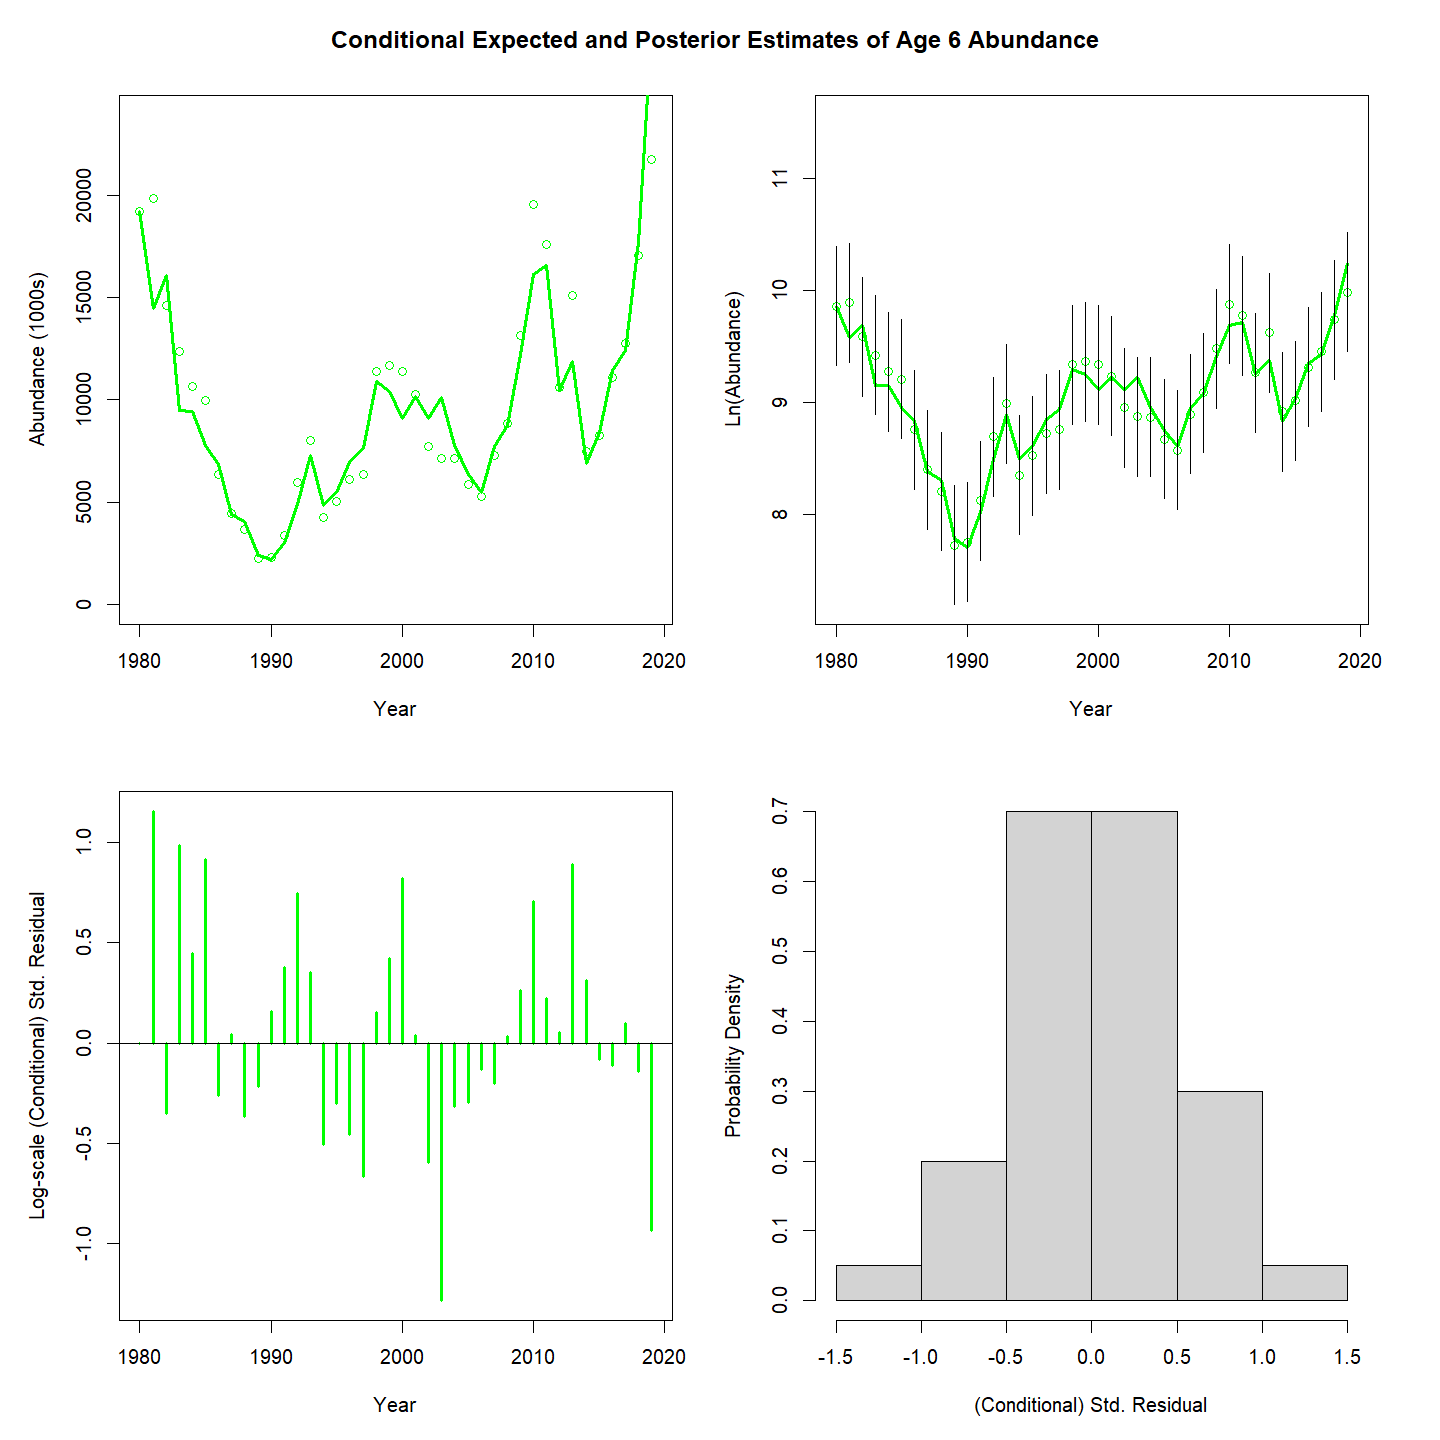 Conditional Expected and Posterior Estimates of Age 6 Abundance
Abundance (1000s)
20000
15000
10000
5000
0
1980 1990 2000 2010 2020
Year
Ln(Abundance)
11
10
9
8
1980 1990 2000 2010 2020
Year
Log-scale (Conditional) Std. Residual
1.0
0.5
0.0
-0.5
-1.0
1980 1990 2000 2010 2020
Year
Probability Density
0.7
0.6
0.5
0.4
0.3
0.2
0.1
0.0
-1.5 -1.0 -0.5 0.0 0.5 1.0 1.5
(Conditional) Std. Residual